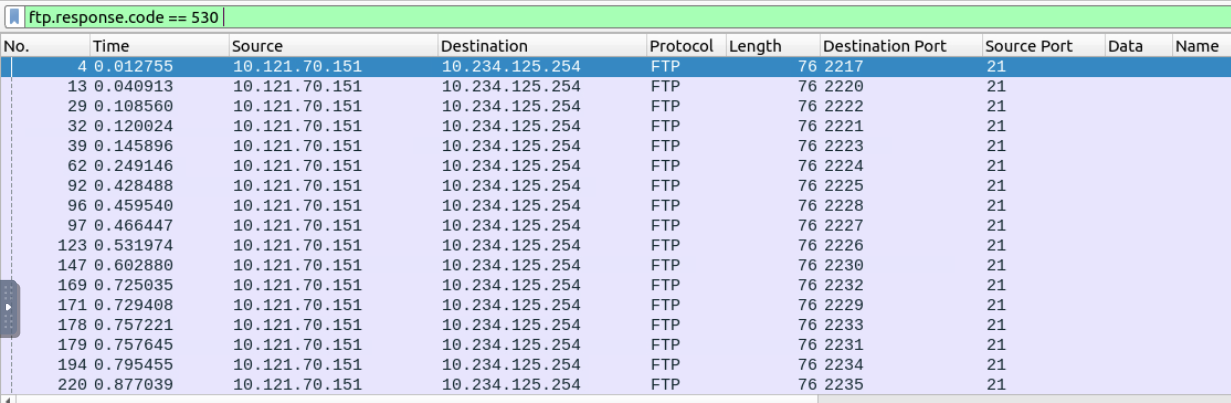 ftp.response.code == 530
No. Time Source Destination Protocol Length Destination Port Source Port Data Name
4 0.012755 10.121.70.151 10.234.125.254 FTP 76 2217 21
13 0.040913 10.121.70.151 10.234.125.254 FTP 76 2220 21
29 0.108560 10.121.70.151 10.234.125.254 FTP 76 2222 21
32 0.120024 10.121.70.151 10.234.125.254 FTP 76 2221 21
39 0.145896 10.121.70.151 10.234.125.254 FTP 76 2223 21
62 0.249146 10.121.70.151 10.234.125.254 FTP 76 2224 21
92 0.428488 10.121.70.151 10.234.125.254 FTP 76 2225 21
96 0.459540 10.121.70.151 10.234.125.254 FTP 76 2228 21
97 0.466447 10.121.70.151 10.234.125.254 FTP 76 2227 21
123 0.531974 10.121.70.151 10.234.125.254 FTP 76 2226 21
147 0.602880 10.121.70.151 10.234.125.254 FTP 76 2230 21
169 0.725035 10.121.70.151 10.234.125.254 FTP 76 2232 21
171 0.729408 10.121.70.151 10.234.125.254 FTP 76 2229 21
178 0.757221 10.121.70.151 10.234.125.254 FTP 76 2233 21
179 0.757645 10.121.70.151 10.234.125.254 FTP 76 2231 21
194 0.795455 10.121.70.151 10.234.125.254 FTP 76 2234 21
220 0.877039 10.121.70.151 10.234.125.254 FTP 76 2235 21